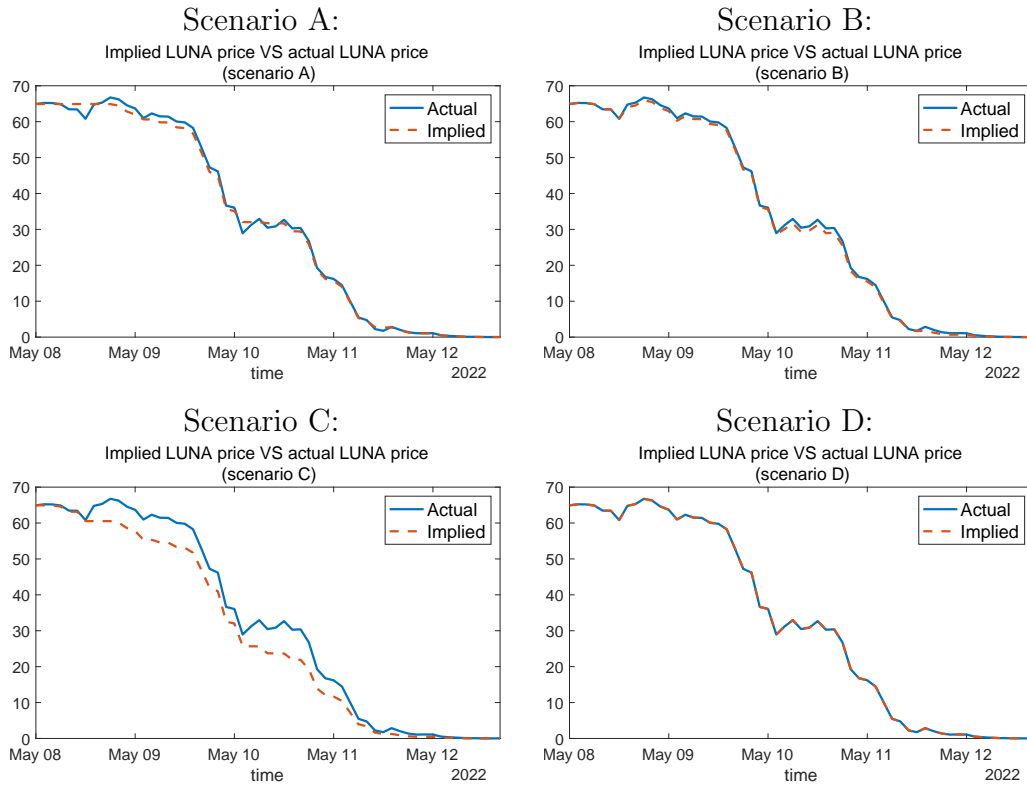 Scenario A:
Implied LUNA price VS actual LUNA price
(scenario A)
70
60
50
40
30
20
10
0
Actual
Implied
May 08
May 09
May 10
May 11
May 12
time
2022
Scenario B:
Implied LUNA price VS actual LUNA price
(scenario B)
70
60
50
40
30
20
10
0
Actual
Implied
May 08
May 09
May 10
May 11
May 12
time
2022
Scenario C:
Implied LUNA price VS actual LUNA price
(scenario C)
70
60
50
40
30
20
10
0
Actual
Implied
May 08
May 09
May 10
May 11
May 12
time
2022
Scenario D:
Implied LUNA price VS actual LUNA price
(scenario D)
70
60
50
40
30
20
10
0
Actual
Implied
May 08
May 09
May 10
May 11
May 12
time
2022